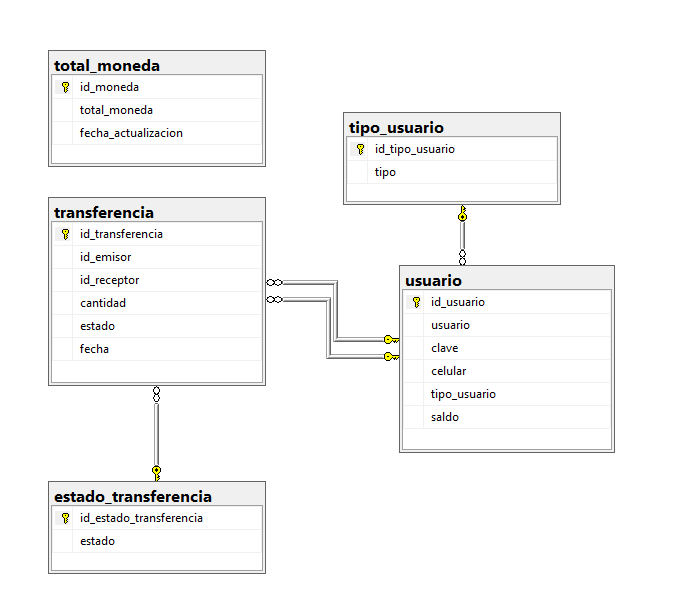 total_moneda
id_moneda
total_moneda
fecha_actualizacion
tipo_usuario
id_tipo_usuario
tipo
transferencia
id_transferencia
id_emisor
id_receptor
cantidad
estado
fecha
usuario
id_usuario
usuario
clave
celular
tipo_usuario
saldo
estado_transferencia
id_estado_transferencia
estado